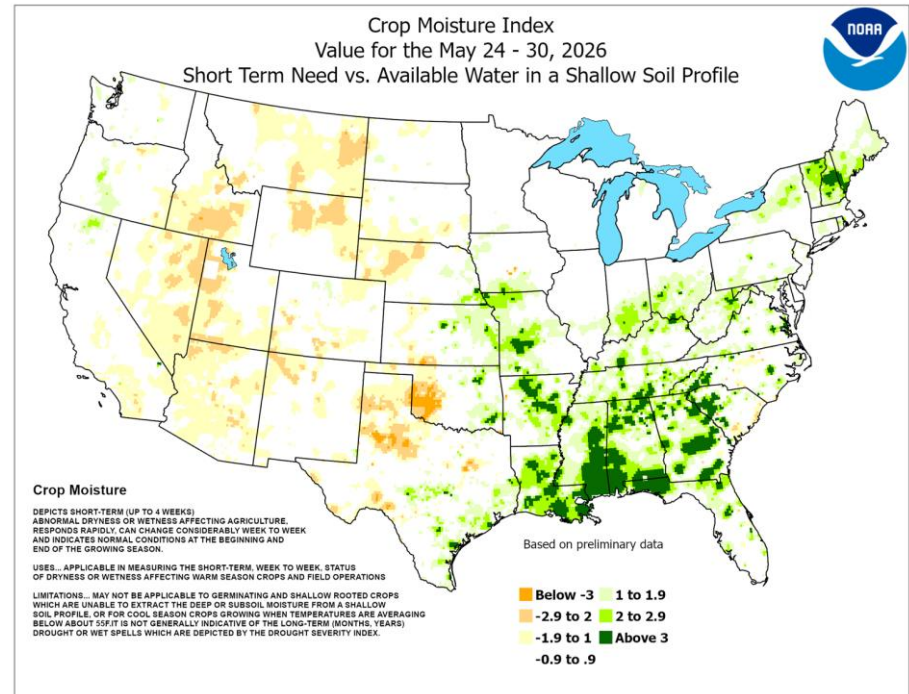 Crop Moisture Index
Value for the May 24 - 30, 2026
Short Term Need vs. Available Water in a Shallow Soil Profile
NOAA
Crop Moisture
DEPICTS SHORT-TERM (UP TO 4 WEEKS)
ABNORMAL DRYNESS OR WETNESS AFFECTING AGRICULTURE,
RESPONDS RAPIDLY, CAN CHANGE CONSIDERABLY WEEK TO WEEK
AND INDICATES NORMAL CONDITIONS AT THE BEGINNING AND
END OF THE GROWING SEASON.
USES... APPLICABLE IN MEASURING THE SHORT-TERM, WEEK TO WEEK, STATUS
OF DRYNESS OR WETNESS AFFECTING WARM SEASON CROPS AND FIELD OPERATIONS
LIMITATIONS... MAY NOT BE APPLICABLE TO GERMINATING AND SHALLOW ROOTED CROPS
WHICH ARE UNABLE TO EXTRACT THE DEEP OR SUBSOIL MOISTURE FROM A SHALLOW
SOIL PROFILE, OR FOR COOL SEASON CROPS GROWING WHEN TEMPERATURES ARE AVERAGING
BELOW ABOUT 55F.IT IS NOT GENERALLY INDICATIVE OF THE LONG-TERM (MONTHS, YEARS)
DROUGHT OR WET SPELLS WHICH ARE DEPICTED BY THE DROUGHT SEVERITY INDEX.
Based on preliminary data
Below -3
-2.9 to 2
-1.9 to 1
-0.9 to .9
1 to 1.9
2 to 2.9
Above 3